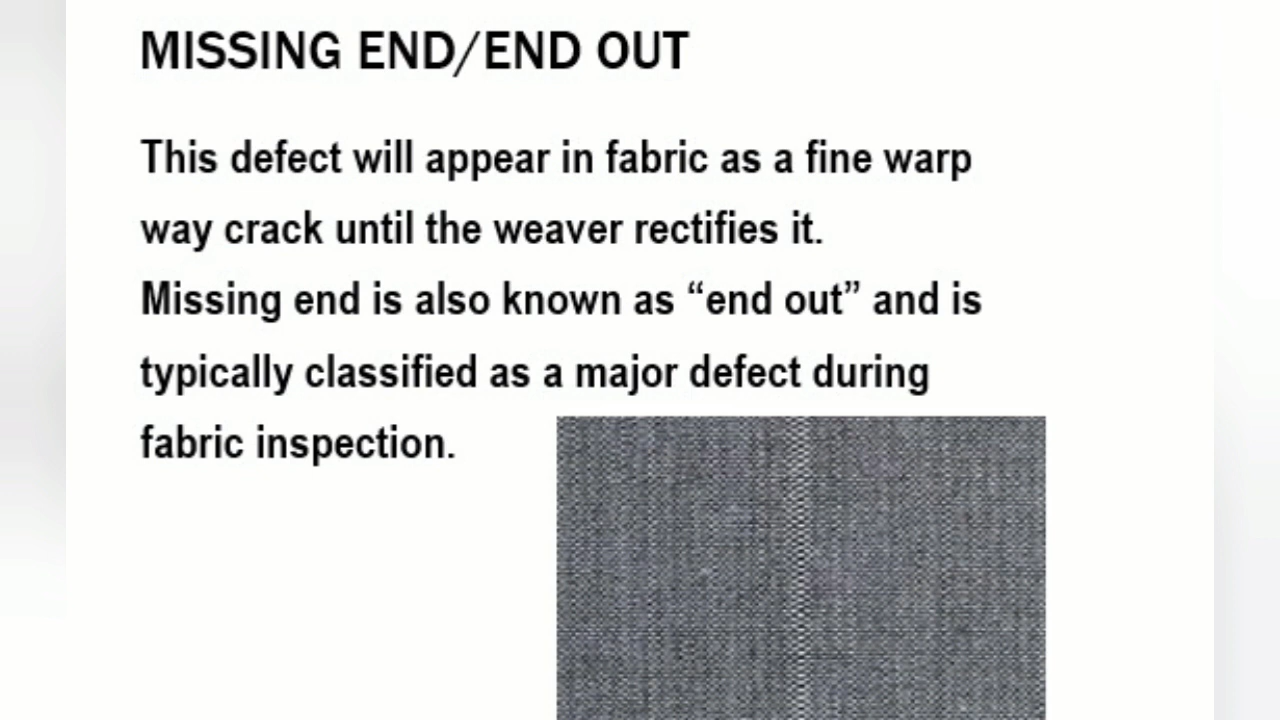 MISSING END/END OUT
This defect will appear in fabric as a fine warp
way crack until the weaver rectifies it.
Missing end is also known as “end out” and is
typically classified as a major defect during
fabric inspection.